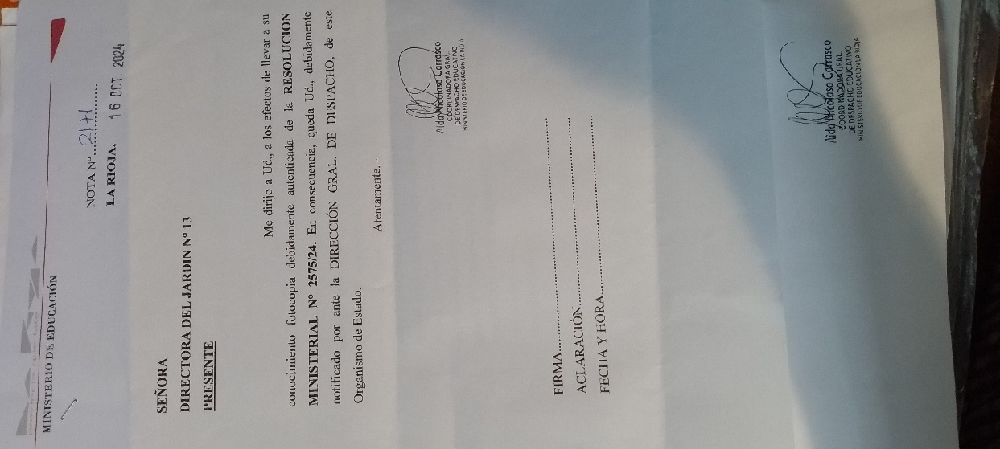 MINISTERIO DE EDUCACIÓN
NOTA Nº ...2171...........
LA RIOJA, 16 OCT. 2024
SEÑORA
DIRECTORA DEL JARDIN Nº 13
PRESENTE
Me dirijo a Ud., a los efectos de llevar a su
conocimiento fotocopia debidamente autenticada de la RESOLUCION
MINISTERIAL Nº 2575/24. En consecuencia, queda Ud., debidamente
notificado por ante la DIRECCIÓN GRAL. DE DESPACHO, de este
Organismo de Estado.
Atentamente. -
Aida Nicolasa Carrasco
COORDINADORA GRAL.
DE DESPACHO EDUCATIVO
MINISTERIO DE EDUCACION LA RIOJA
FIRMA..........................................................
ACLARACIÓN...............................................
FECHA Y HORA.............................................
Aida Nicolasa Carrasco
COORDINADORA GRAL.
DE DESPACHO EDUCATIVO
MINISTERIO DE EDUCACION LA RIOJA